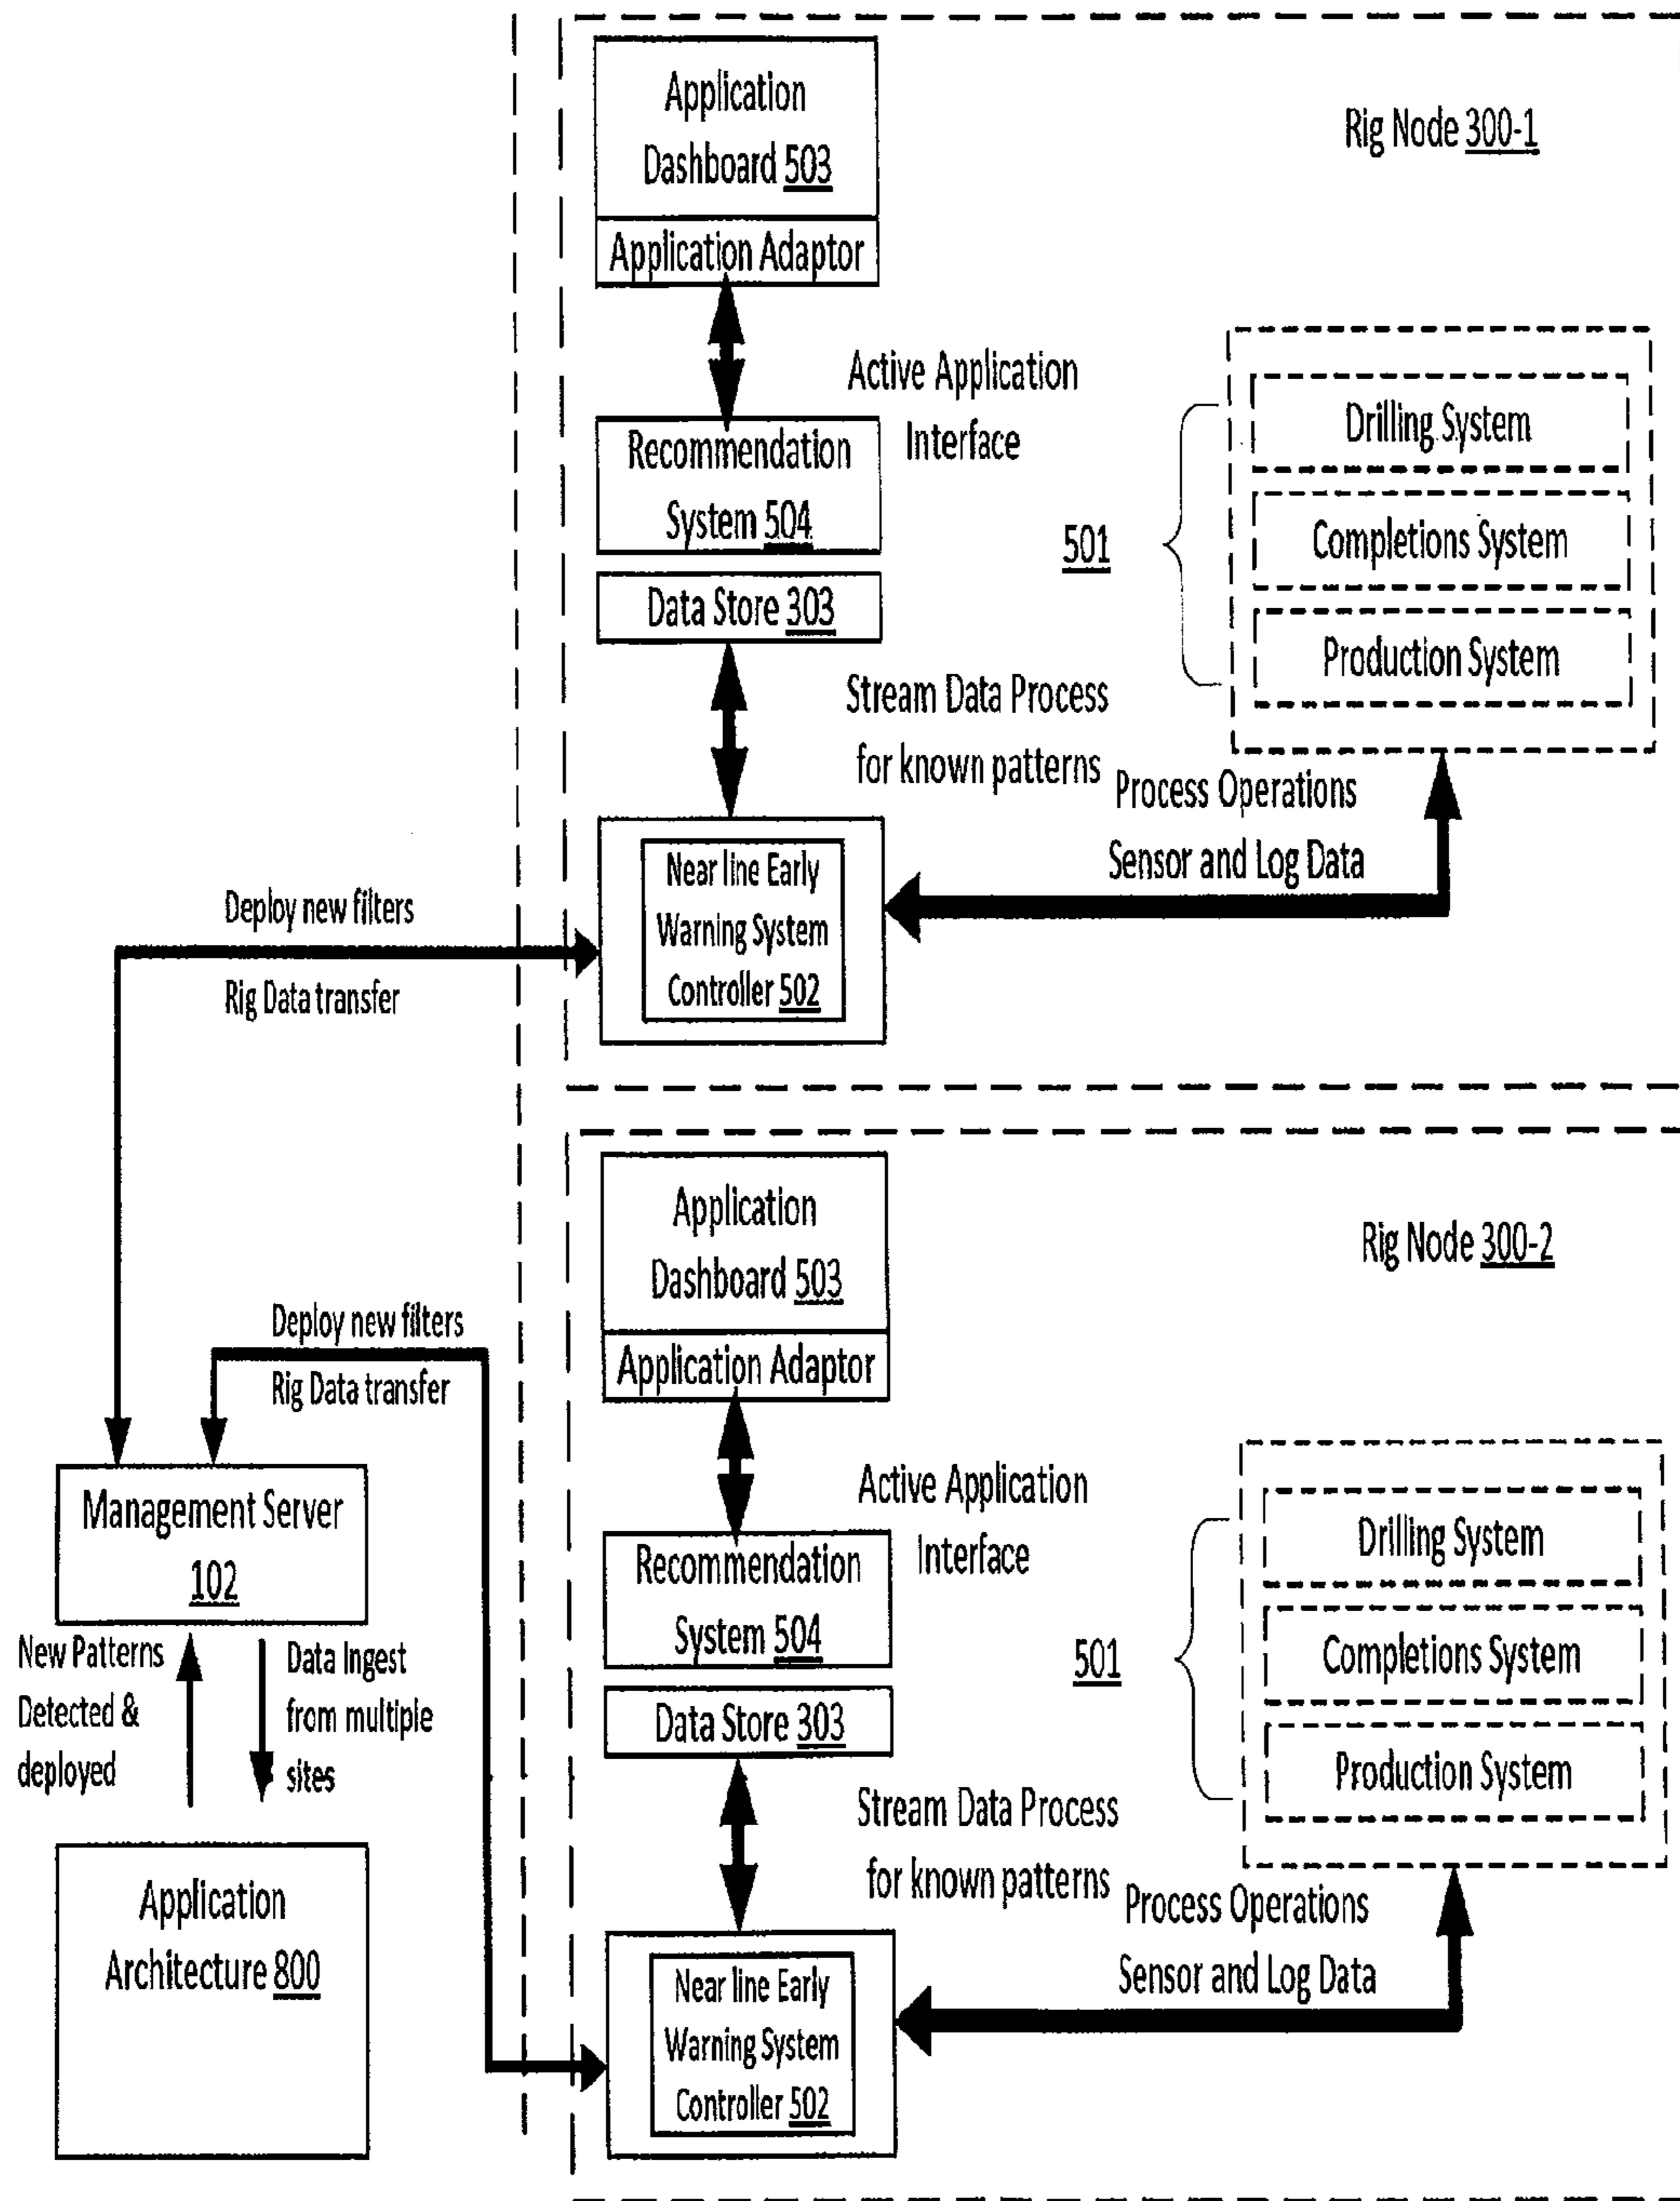 Application
Dashboard 503
Application Adaptor
Rig Node 300-1
Active Application
Interface
Recommendation
System 504
Data Store 303
501
Drilling System
Completions System
Production System
Stream Data Process
for known patterns
Process Operations
Sensor and Log Data
Near line Early
Warning System
Controller 502
Deploy new filters
Rig Data transfer
Application
Dashboard 503
Application Adaptor
Rig Node 300-2
Deploy new filters
Rig Data transfer
Active Application
Interface
Recommendation
System 504
Data Store 303
501
Drilling System
Completions System
Production System
Management Server
102
New Patterns
Detected &
deployed
Data Ingest
from multiple
sites
Stream Data Process
for known patterns
Process Operations
Sensor and Log Data
Application
Architecture 800
Near line Early
Warning System
Controller 502